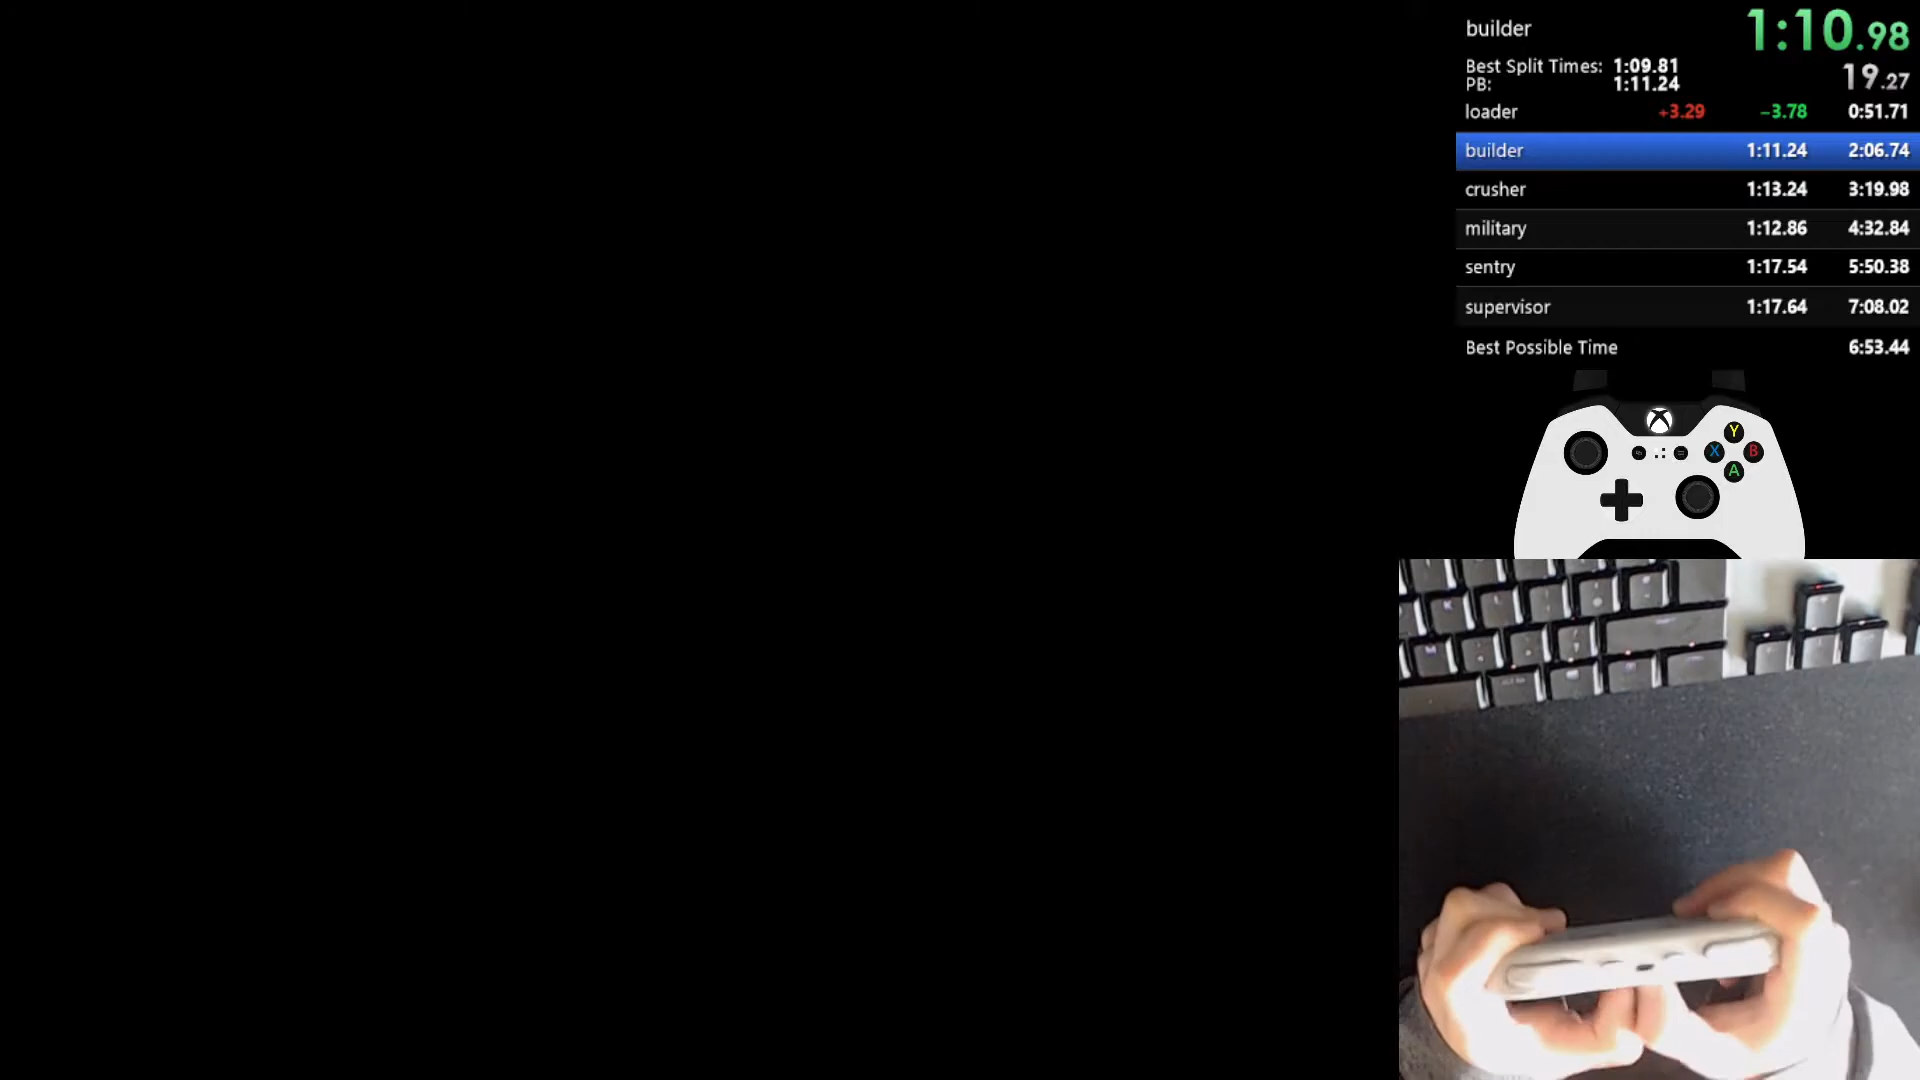 builder 1:10.98
Best Split Times: 1:09.81
PB: 1:11.24 19.27
loader +3.29 −3.78 0:51.71
builder 1:11.24 2:06.74
crusher 1:13.24 3:19.98
military 1:12.86 4:32.84
sentry 1:17.54 5:50.38
supervisor 1:17.64 7:08.02
Best Possible Time 6:53.44
Y
X B
A
K L
M